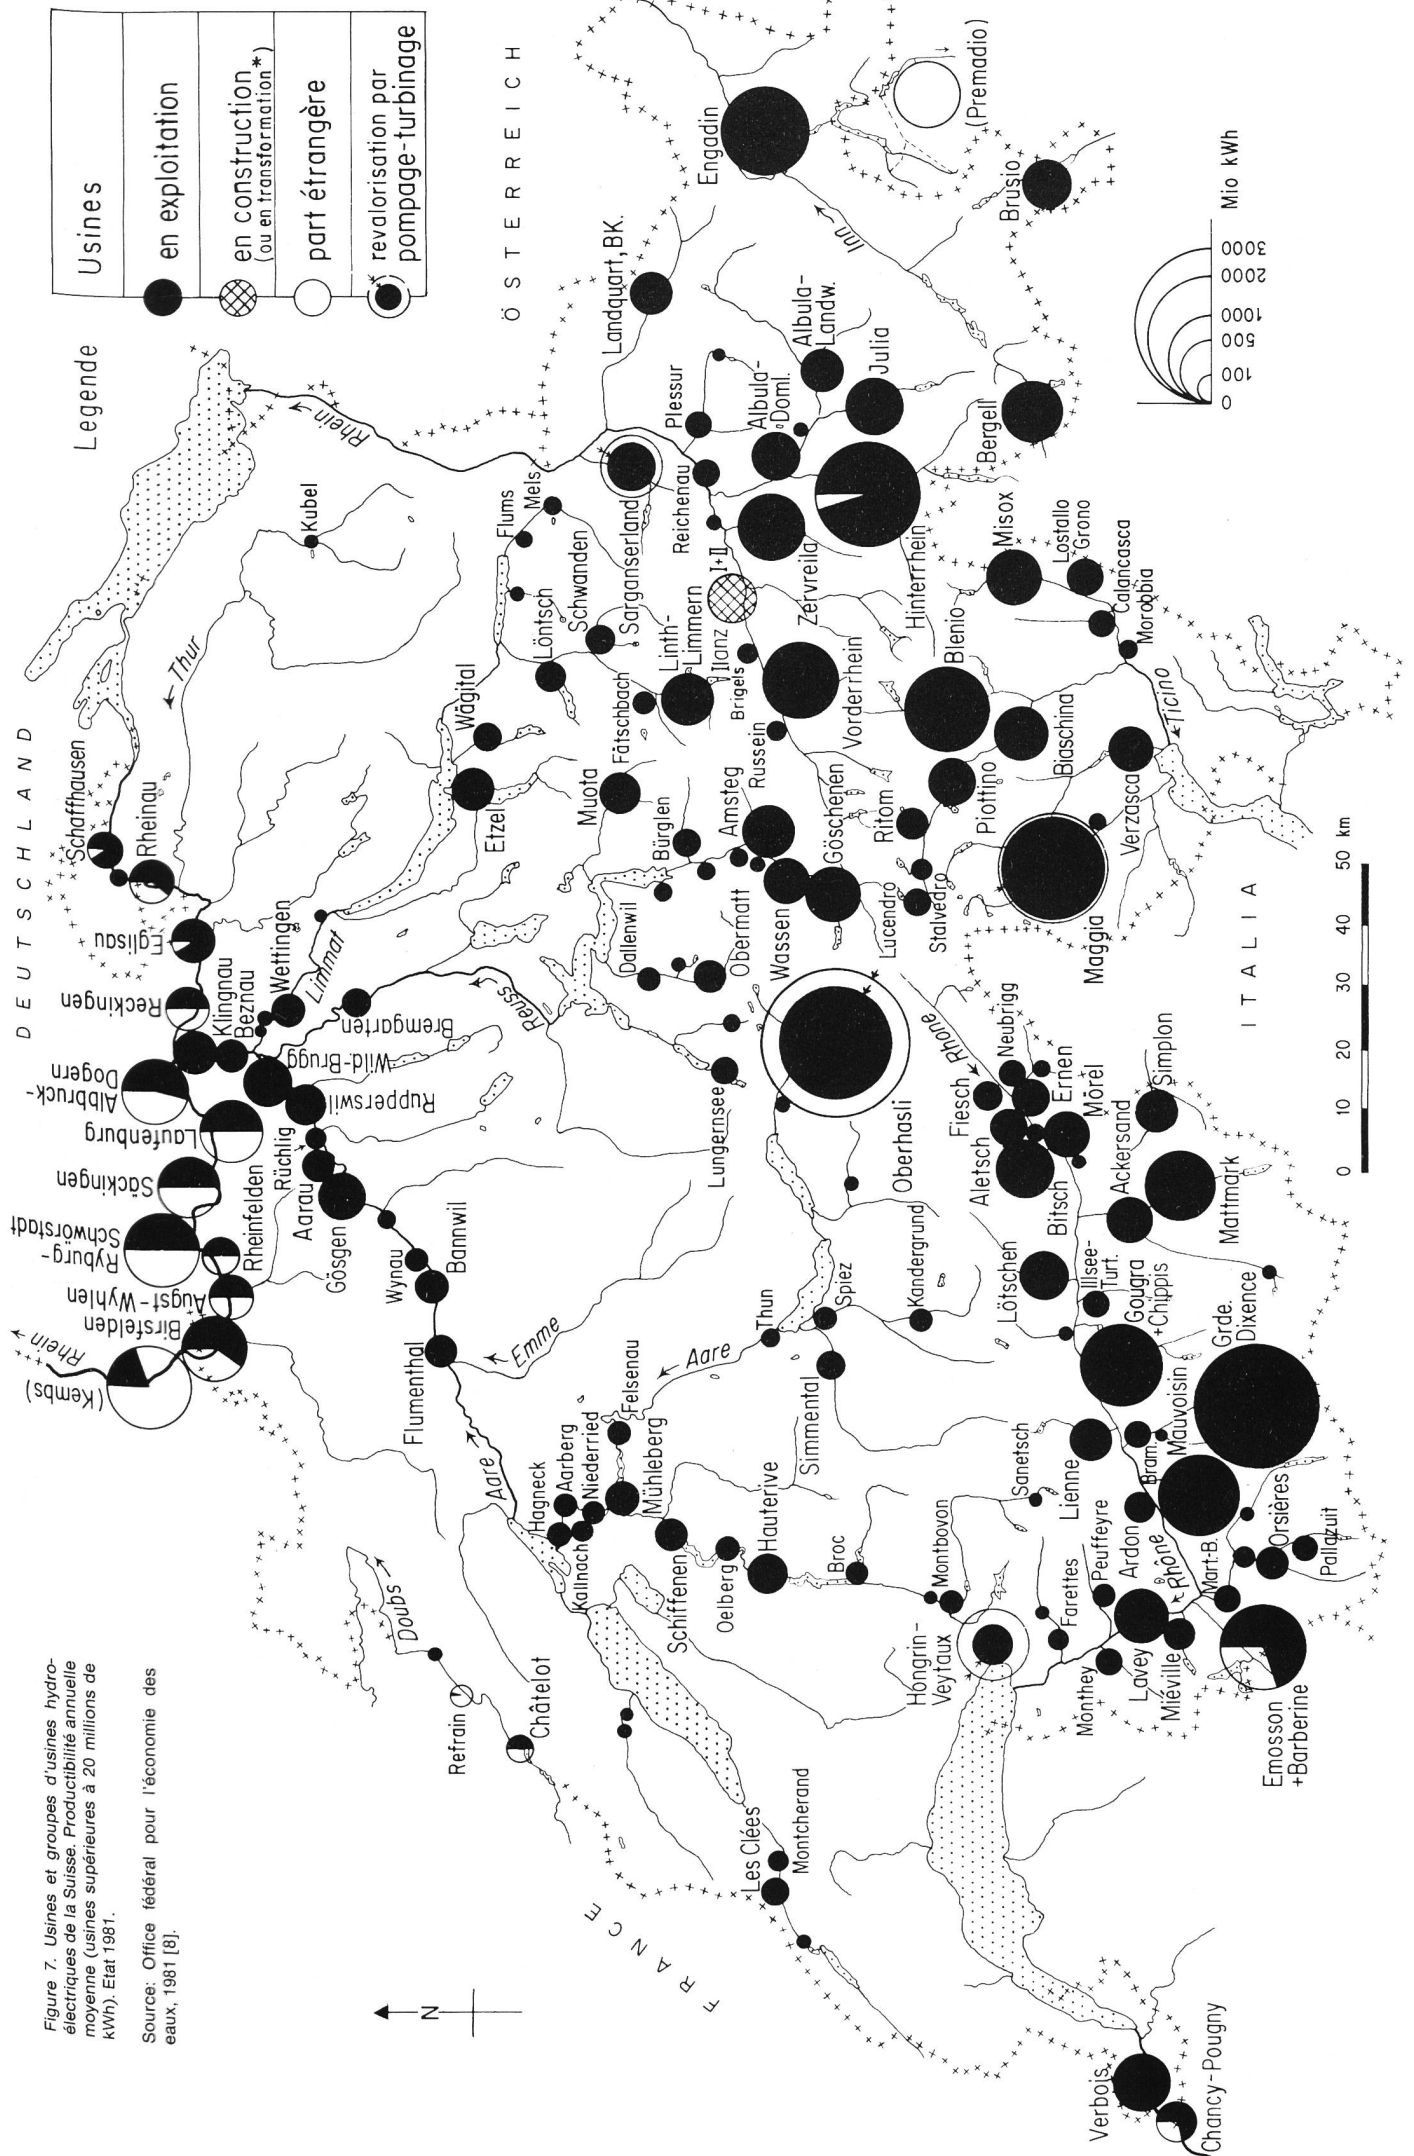 Figure 7. Usines et groupes d'usines hydro-
électriques de la Suisse. Productibilité annuelle
moyenne (usines supérieures à 20 millions de
kWh). Etat 1981.
Source: Office fédéral pour l'économie des
eaux, 1981 [8].
Legende
Usines
en exploitation
en construction
(ou en transformation*)
part étrangère
revalorisation par
pompage-turbinage
N
DEUTSCHLAND
ÖSTERREICH
FRANCE
ITALIA
(Kembs)
Rhein
Birsfelden
Augst-Wyhlen
Ryburg-
Schwörstadt
Rheinfelden
Säckingen
Laufenburg
Albbruck-
Dogern
Reckingen
Eglisau
Rheinau
Schaffhausen
Klingnau
Beznau
Wettingen
Limmat
Bremgarten
Wild-Brugg
Rupperswil
Rüchlig
Aarau
Gösgen
Wynau
Bannwil
Flumenthal
Emme
Aare
Reuss
Thur
Kubel
Rhein
Doubs
Refrain
Châtelot
Hagneck
Aarberg
Kallnach
Niederried
Felsenau
Mühleberg
Schiffenen
Oelberg
Hauterive
Broc
Montbovon
Hongrin-
Veytaux
Les Clées
Montcherand
Verbois
Chancy-Pougny
Aare
Thun
Spiez
Simmental
Kandergrund
Lungernsee
Oberhasli
Dallenwil
Obermatt
Bürglen
Muota
Etzel
Wägital
Löntsch
Schwanden
Flums
Mels
Sarganserland
Fätschbach
Linth-
Limmern
Amsteg
Wassen
Göschenen
Russein
Brigels
Ilanz I+II
Reichenau
Plessur
Landquart, BK.
Albula-
Doml.
Albula-
Landw.
Julia
Zervreila
Vorderrhein
Hinterrhein
Engadin
Inn
(Premadio)
Brusio
Bergell
Misox
Lostallo
Grono
Calancasca
Morobbia
Ticino
Blenio
Biaschina
Piottino
Ritom
Lucendro
Stalvedro
Verzasca
Maggia
Rhone
Neubrigg
Fiesch
Ernen
Mörel
Aletsch
Bitsch
Simplon
Ackersand
Mattmark
Lötschen
Illsee-
Turt.
Gougra
+Chippis
Grde.
Dixence
Sanetsch
Lienne
Bram.
Mauvoisin
Ardon
Peuffeyre
Farettes
Rhône
Mart.-B.
Orsières
Pallazuit
Monthey
Lavey
Miéville
Emosson
+Barberine
0 10 20 30 40 50 km
0 100 500 1000 2000 3000
Mio kWh